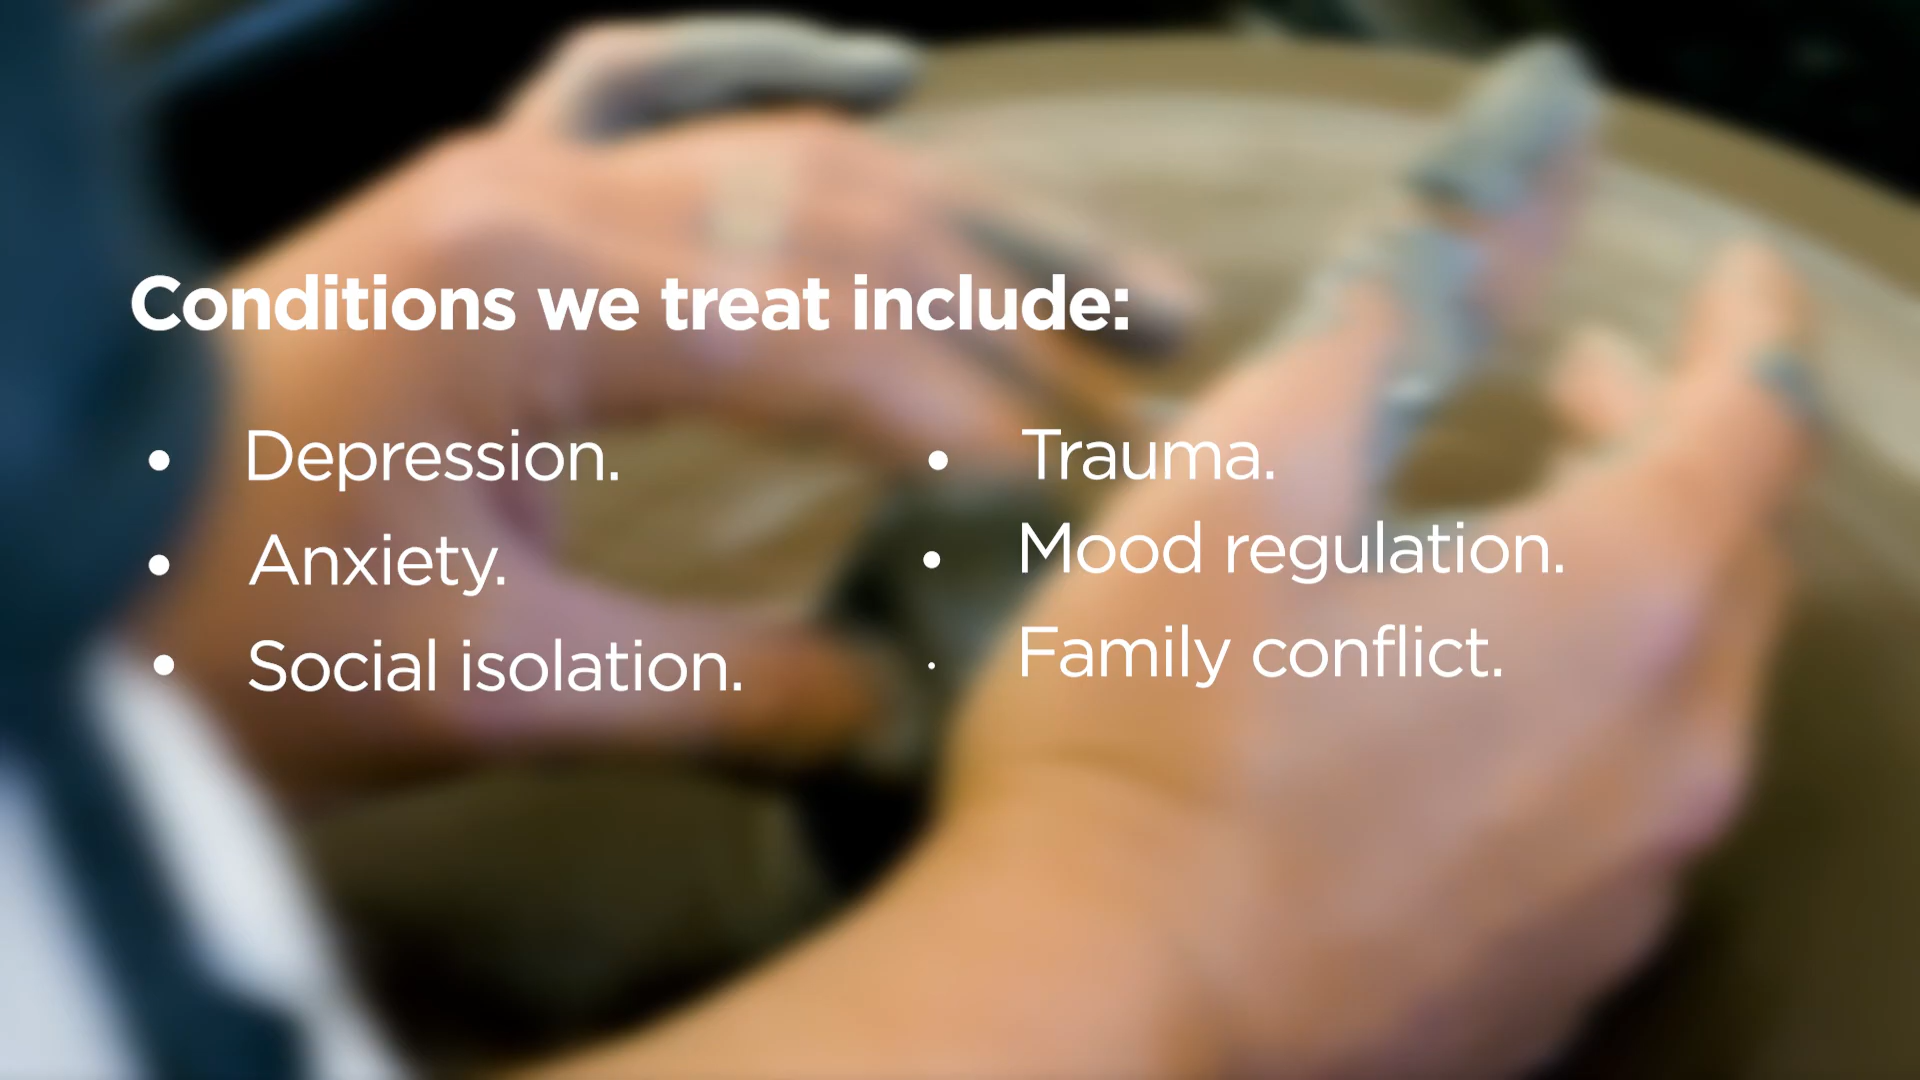 Conditions we treat include:
• Depression.
• Anxiety.
• Social isolation.
• Trauma.
• Mood regulation.
• Family conflict.